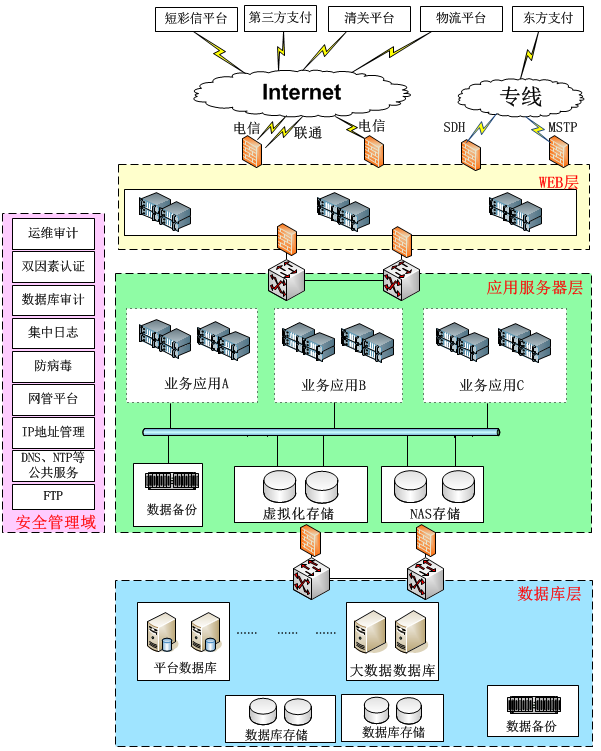 短彩信平台
第三方支付
清关平台
物流平台
东方支付
Internet
专线
电信
联通
电信
SDH
MSTP
WEB层
运维审计
双因素认证
数据库审计
集中日志
防病毒
网管平台
IP地址管理
DNS、NTP等
公共服务
FTP
安全管理域
应用服务器层
业务应用A
业务应用B
业务应用C
数据备份
虚拟化存储
NAS存储
数据库层
平台数据库
……
……
……
大数据数据库
数据库存储
数据库存储
数据备份